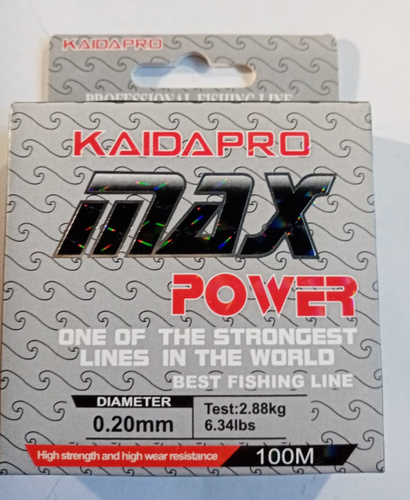 KAIDAPRO
PROFESSIONAL FISHING LINE
KAIDAPRO
MAX
POWER
ONE OF THE STRONGEST
LINES IN THE WORLD
BEST FISHING LINE
DIAMETER
0.20mm
Test:2.88kg
6.34lbs
High strength and high wear resistance
100M